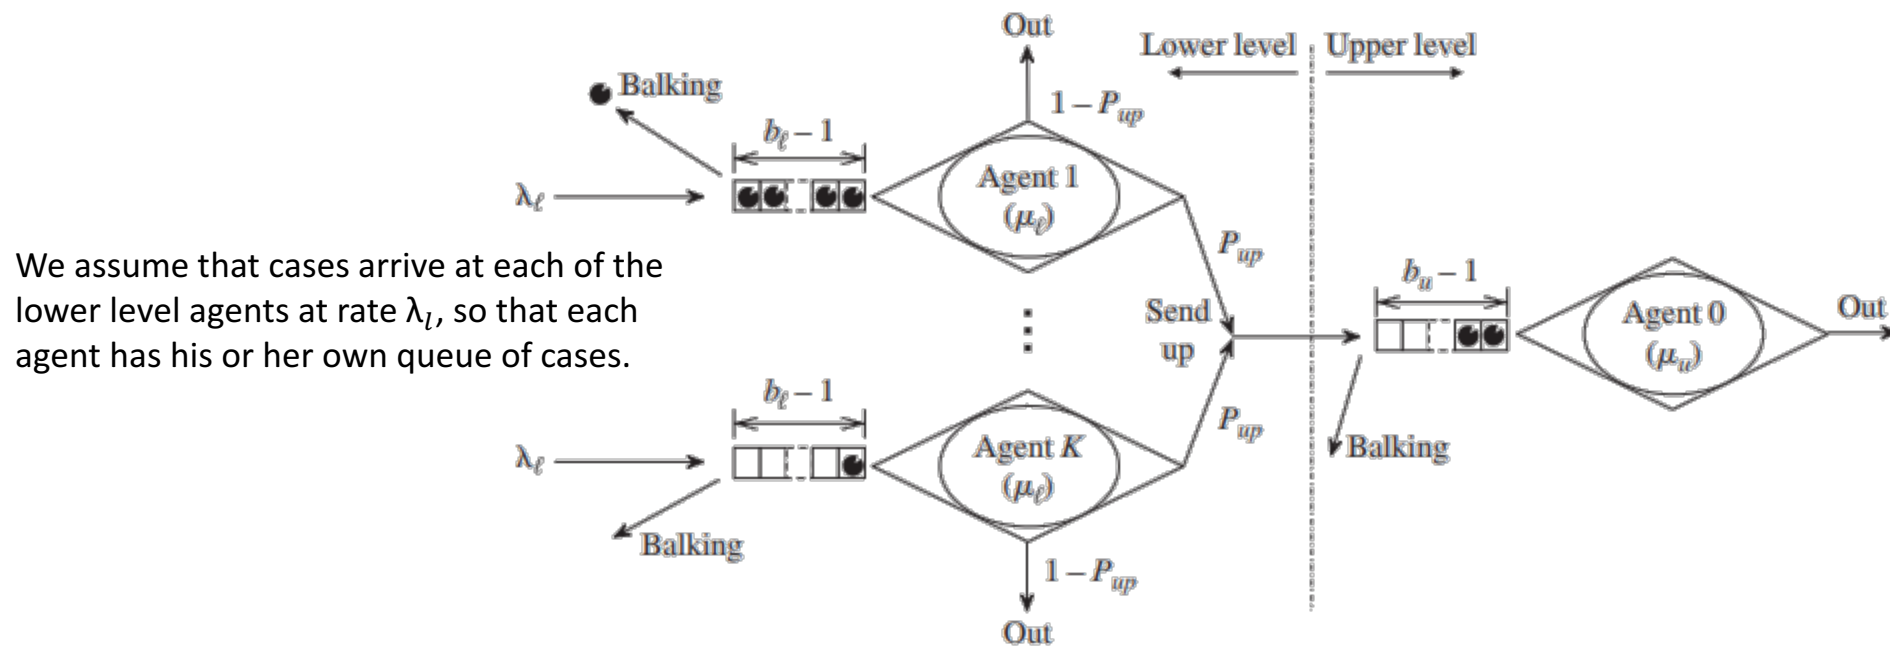 Out
Lower level Upper level
Balking
1 – P_up
b_ℓ – 1
Agent 1
(μ_ℓ)
λ_ℓ
P_up
We assume that cases arrive at each of the
lower level agents at rate λ_l, so that each
agent has his or her own queue of cases.
b_u – 1
Send
up
Agent 0
(μ_u)
Out
b_ℓ – 1
P_up
Agent K
(μ_ℓ)
λ_ℓ
Balking
Balking
1 – P_up
Out